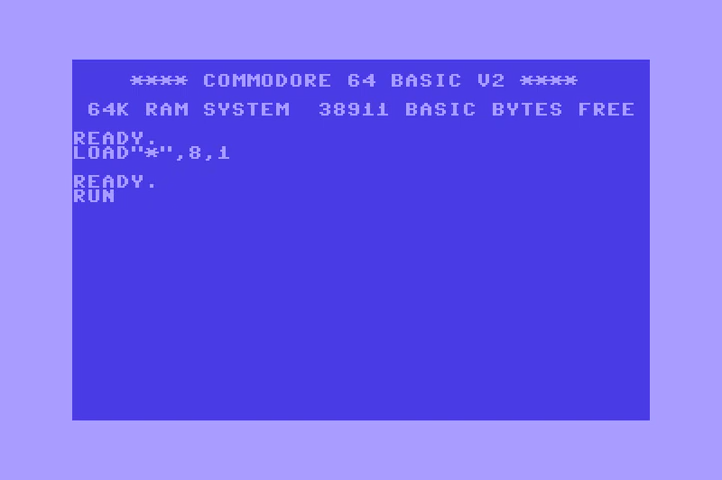 **** COMMODORE 64 BASIC V2 ****
64K RAM SYSTEM  38911 BASIC BYTES FREE
READY.
LOAD"*",8,1
READY.
RUN